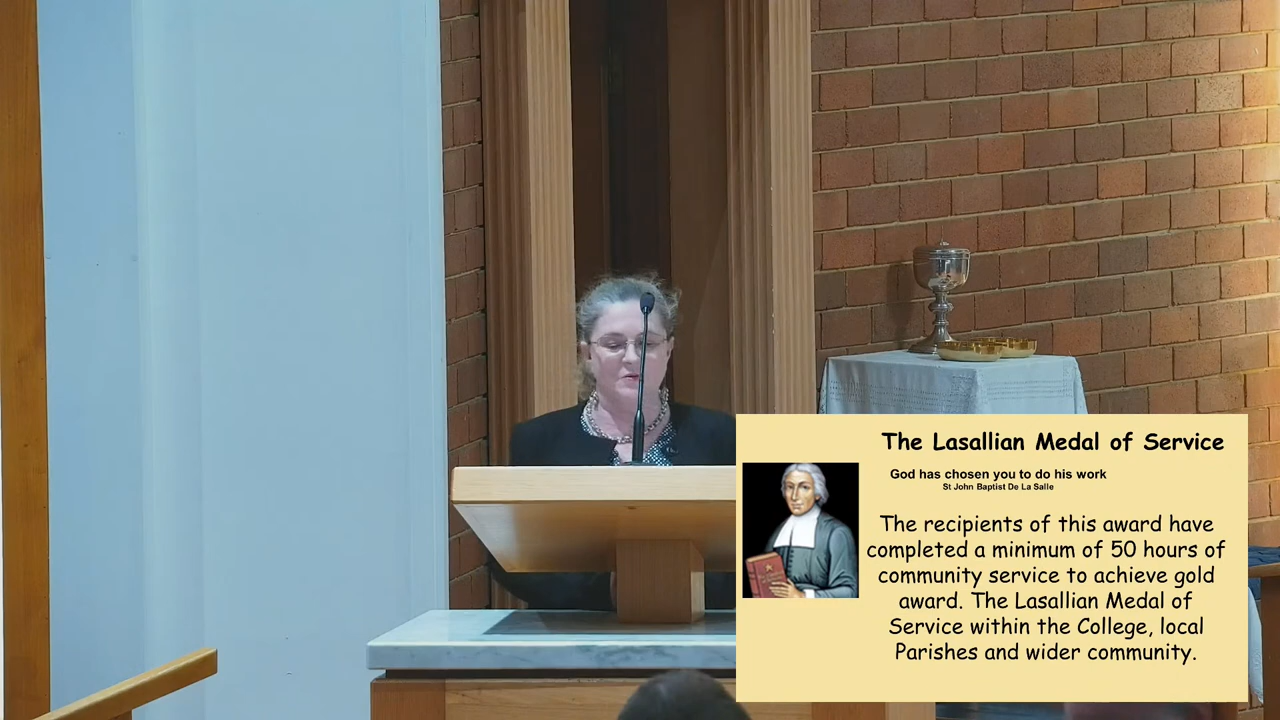 The Lasallian Medal of Service
God has chosen you to do his work
St John Baptist De La Salle
The recipients of this award have
completed a minimum of 50 hours of
community service to achieve gold
award. The Lasallian Medal of
Service within the College, local
Parishes and wider community.